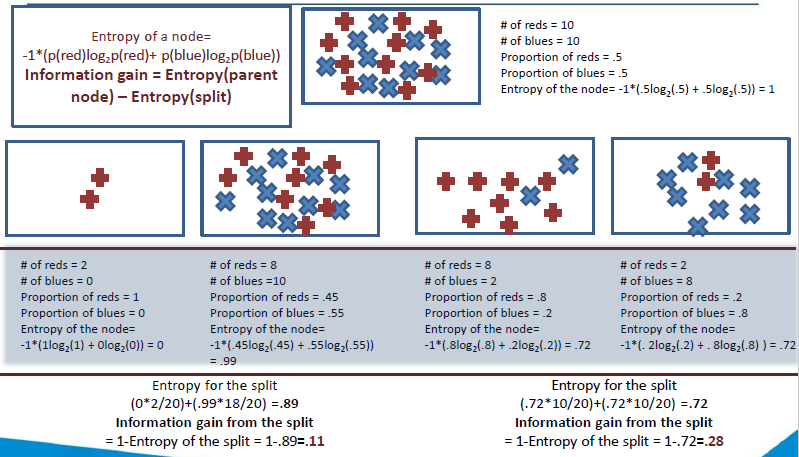 Entropy of a node=
-1*(p(red)log₂p(red)+ p(blue)log₂p(blue))
Information gain = Entropy(parent
node) – Entropy(split)
# of reds = 10
# of blues = 10
Proportion of reds = .5
Proportion of blues = .5
Entropy of the node= -1*(.5log₂(.5) + .5log₂(.5)) = 1
# of reds = 2
# of blues = 0
Proportion of reds = 1
Proportion of blues = 0
Entropy of the node=
-1*(1log₂(1) + 0log₂(0)) = 0
# of reds = 8
# of blues =10
Proportion of reds = .45
Proportion of blues = .55
Entropy of the node=
-1*(.45log₂(.45) + .55log₂(.55))
= .99
# of reds = 8
# of blues = 2
Proportion of reds = .8
Proportion of blues = .2
Entropy of the node=
-1*(.8log₂(.8) + .2log₂(.2)) = .72
# of reds = 2
# of blues = 8
Proportion of reds = .2
Proportion of blues = .8
Entropy of the node=
-1*(. 2log₂(.2) + . 8log₂(.8) ) = .72
Entropy for the split
(0*2/20)+(.99*18/20) =.89
Information gain from the split
= 1-Entropy of the split = 1-.89=.11
Entropy for the split
(.72*10/20)+(.72*10/20) =.72
Information gain from the split
= 1-Entropy of the split = 1-.72=.28